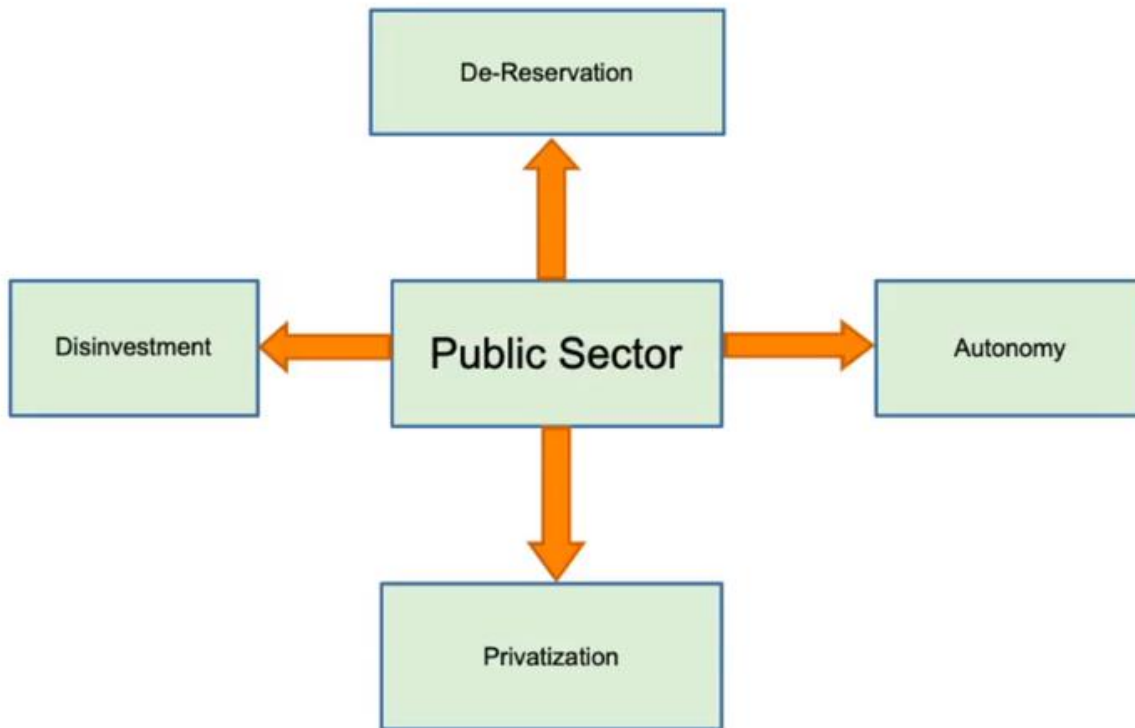 De-Reservation
Disinvestment
Public Sector
Autonomy
Privatization